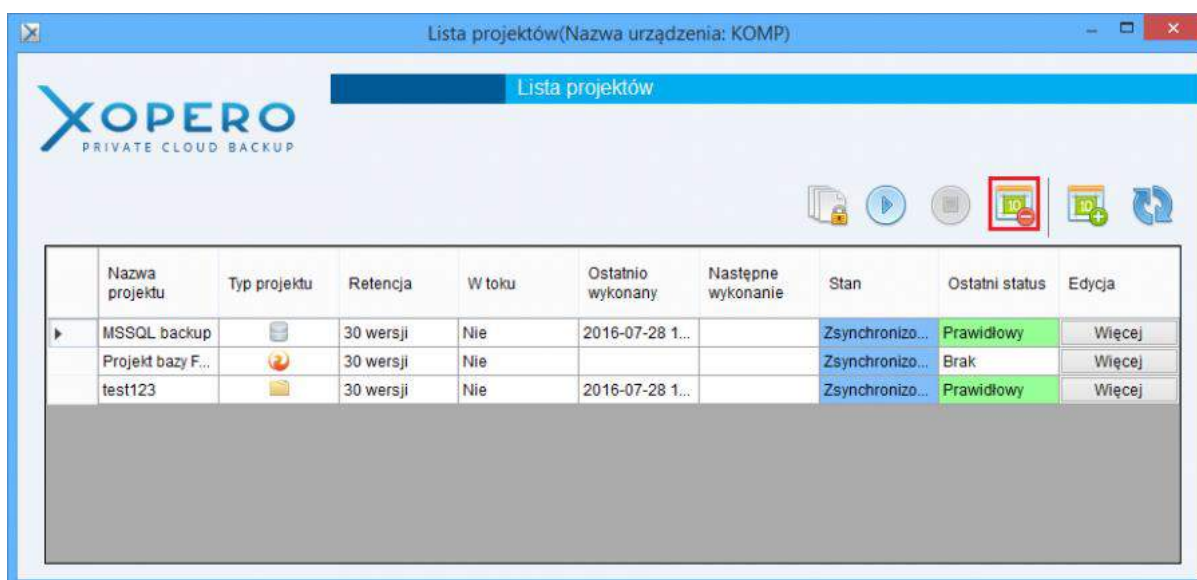 Lista projektów(Nazwa urządzenia: KOMP)
Lista projektów
XOPERO
PRIVATE CLOUD BACKUP
10
10
Nazwa projektu Typ projektu Retencja W toku Ostatnio wykonany Następne wykonanie Stan Ostatni status Edycja
MSSQL backup 30 wersji Nie 2016-07-28 1... Zsynchronizo... Prawidłowy Więcej
Projekt bazy F... 30 wersji Nie Zsynchronizo... Brak Więcej
test123 30 wersji Nie 2016-07-28 1... Zsynchronizo... Prawidłowy Więcej